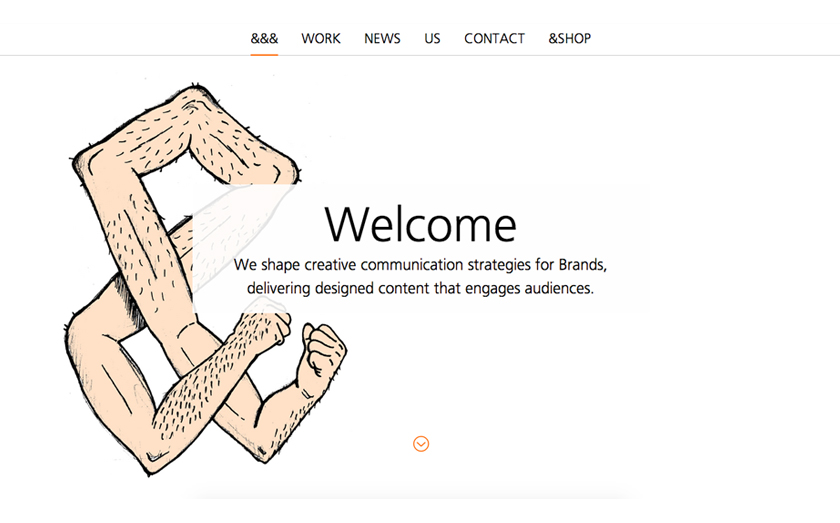 &&& WORK NEWS US CONTACT &SHOP
Welcome
We shape creative communication strategies for Brands,
delivering designed content that engages audiences.